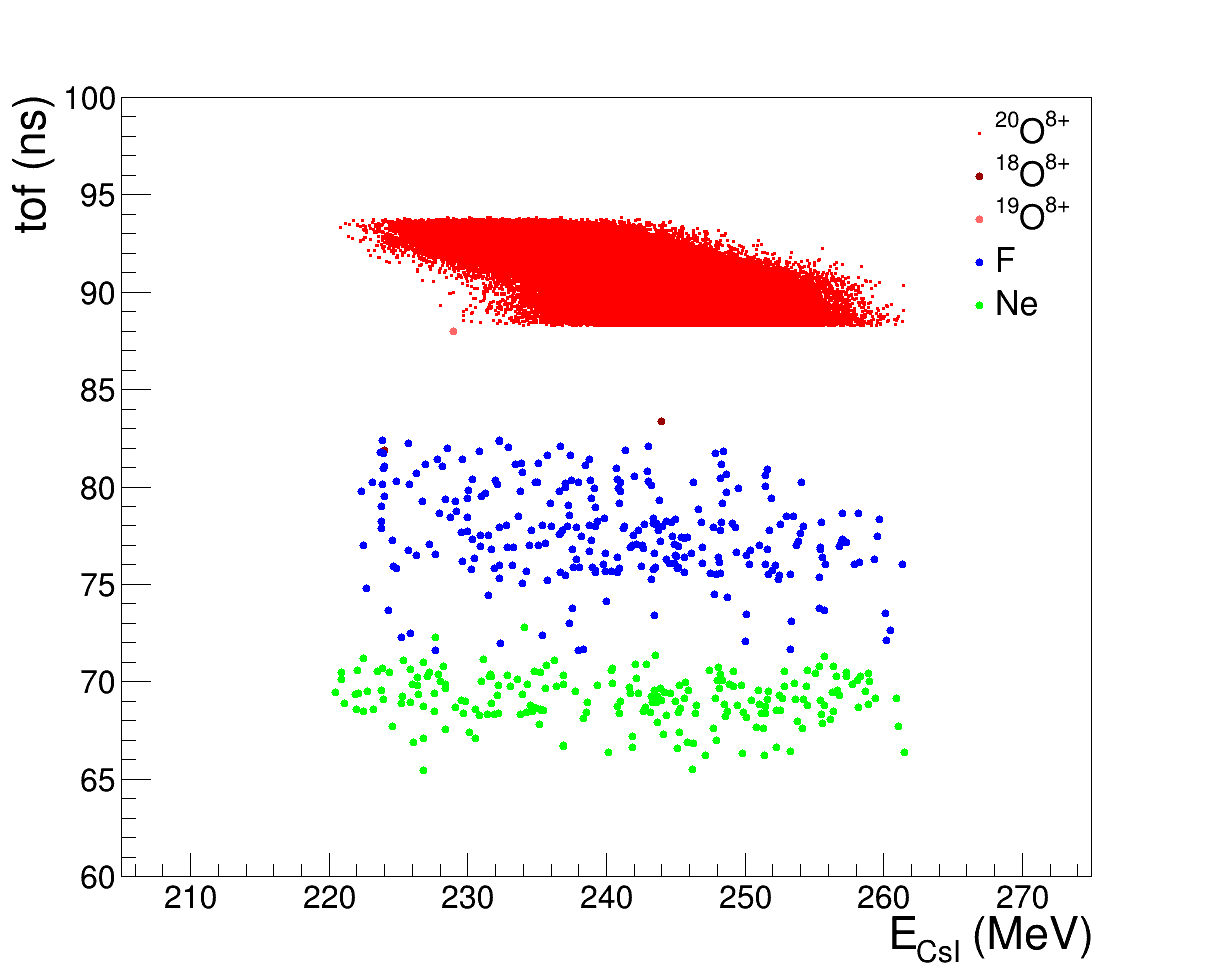 tof (ns)
100
95
90
85
80
75
70
65
60
²⁰O⁸⁺
¹⁸O⁸⁺
¹⁹O⁸⁺
F
Ne
210 220 230 240 250 260 270
E_CsI (MeV)